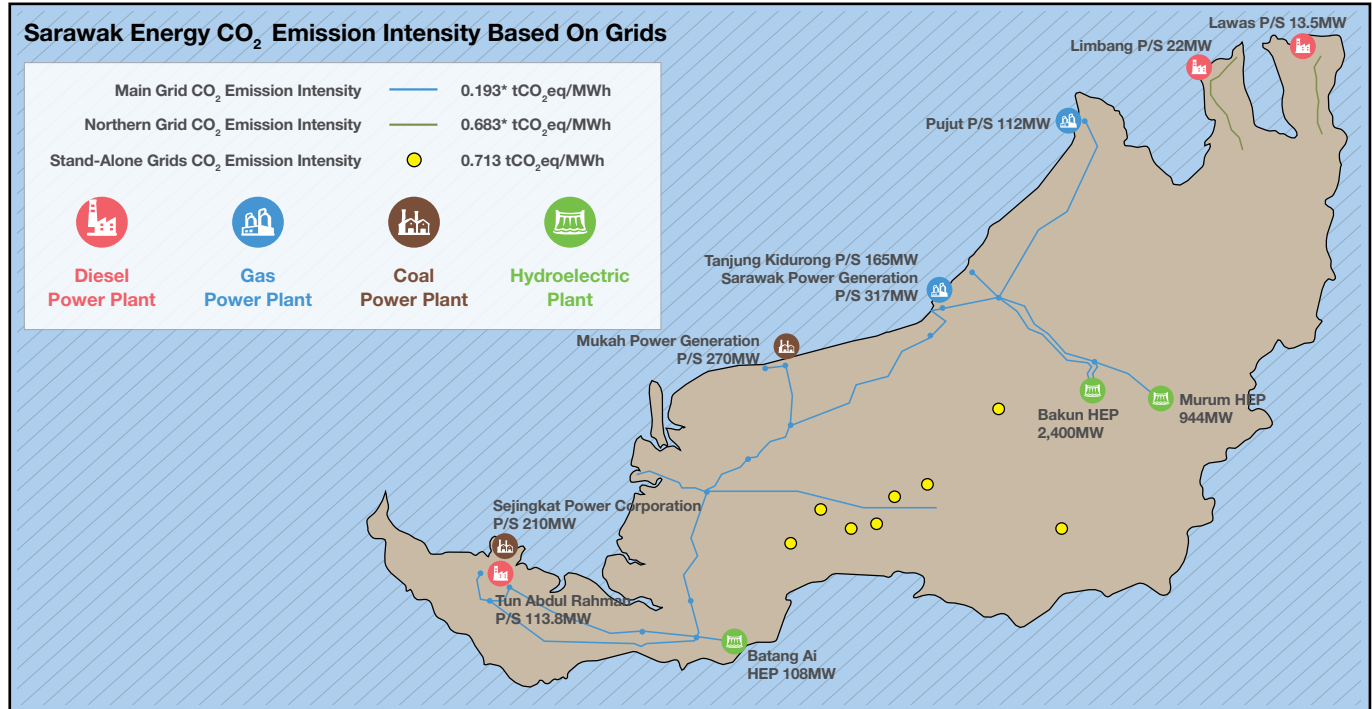 Sarawak Energy CO₂ Emission Intensity Based On Grids
Main Grid CO₂ Emission Intensity 0.193* tCO₂eq/MWh
Northern Grid CO₂ Emission Intensity 0.683* tCO₂eq/MWh
Stand-Alone Grids CO₂ Emission Intensity 0.713 tCO₂eq/MWh
Diesel
Power Plant
Gas
Power Plant
Coal
Power Plant
Hydroelectric
Plant
Lawas P/S 13.5MW
Limbang P/S 22MW
Pujut P/S 112MW
Tanjung Kidurong P/S 165MW
Sarawak Power Generation
P/S 317MW
Mukah Power Generation
P/S 270MW
Bakun HEP
2,400MW
Murum HEP
944MW
Sejingkat Power Corporation
P/S 210MW
Tun Abdul Rahman
P/S 113.8MW
Batang Ai
HEP 108MW